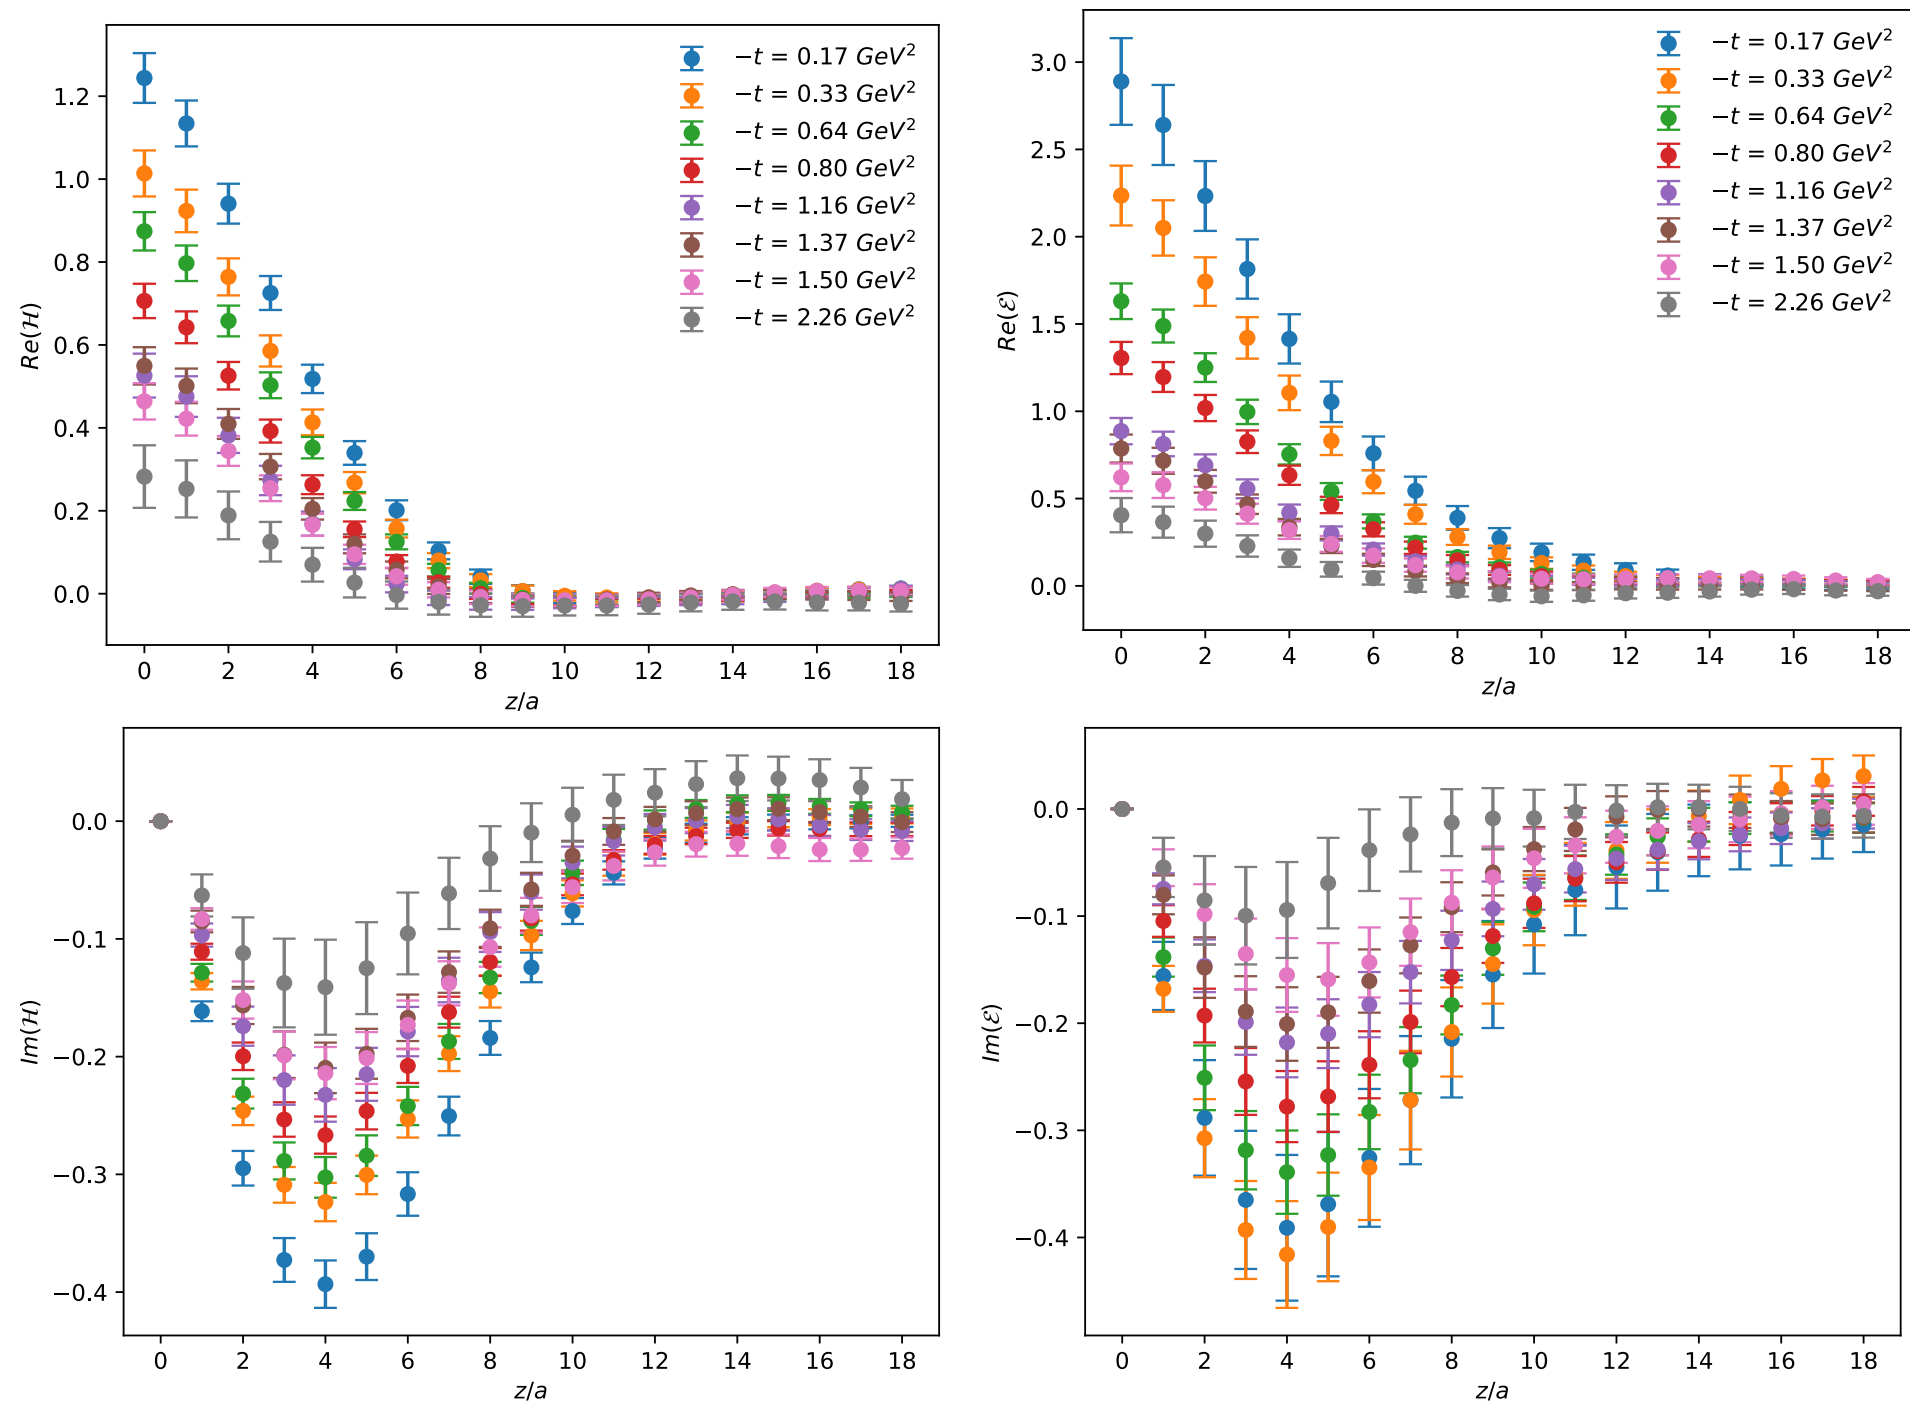 Re(ℋ)
1.2
1.0
0.8
0.6
0.4
0.2
0.0
−t = 0.17 GeV²
−t = 0.33 GeV²
−t = 0.64 GeV²
−t = 0.80 GeV²
−t = 1.16 GeV²
−t = 1.37 GeV²
−t = 1.50 GeV²
−t = 2.26 GeV²
0 2 4 6 8 10 12 14 16 18
z/a
Re(ℰ)
3.0
2.5
2.0
1.5
1.0
0.5
0.0
−t = 0.17 GeV²
−t = 0.33 GeV²
−t = 0.64 GeV²
−t = 0.80 GeV²
−t = 1.16 GeV²
−t = 1.37 GeV²
−t = 1.50 GeV²
−t = 2.26 GeV²
0 2 4 6 8 10 12 14 16 18
z/a
Im(ℋ)
0.0
−0.1
−0.2
−0.3
−0.4
0 2 4 6 8 10 12 14 16 18
z/a
Im(ℰ)
0.0
−0.1
−0.2
−0.3
−0.4
0 2 4 6 8 10 12 14 16 18
z/a